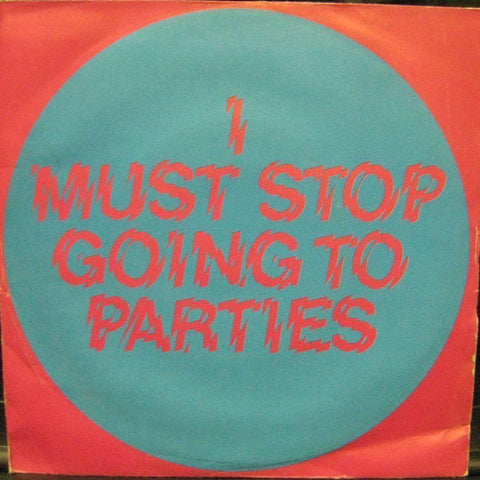 I
MUST STOP
GOING TO
PARTIES